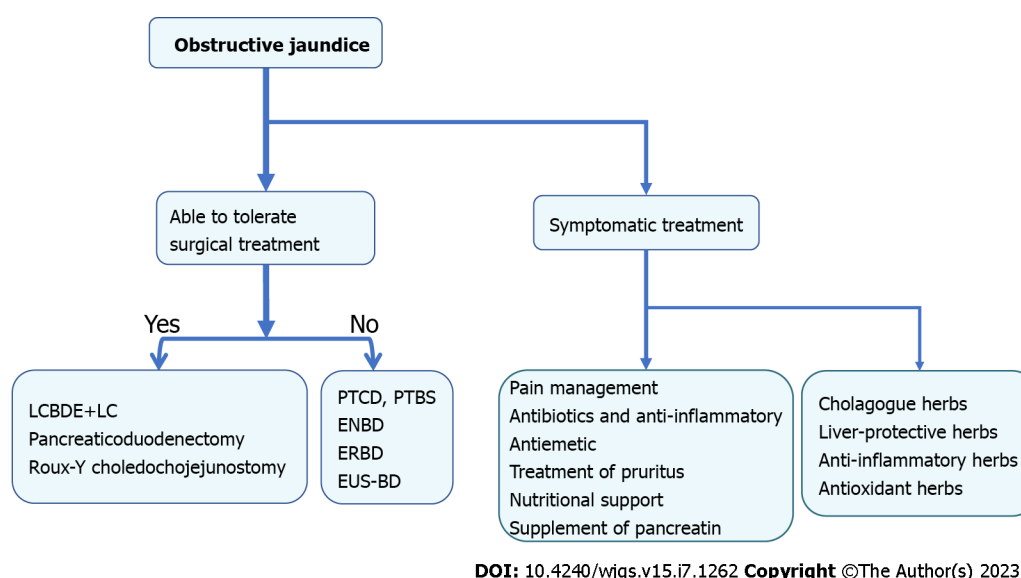 Obstructive jaundice
Able to tolerate
surgical treatment
Symptomatic treatment
Yes
No
LCBDE+LC
Pancreaticoduodenectomy
Roux-Y choledochojejunostomy
PTCD, PTBS
ENBD
ERBD
EUS-BD
Pain management
Antibiotics and anti-inflammatory
Antiemetic
Treatment of pruritus
Nutritional support
Supplement of pancreatin
Cholagogue herbs
Liver-protective herbs
Anti-inflammatory herbs
Antioxidant herbs
DOI: 10.4240/wjgs.v15.i7.1262 Copyright ©The Author(s) 2023